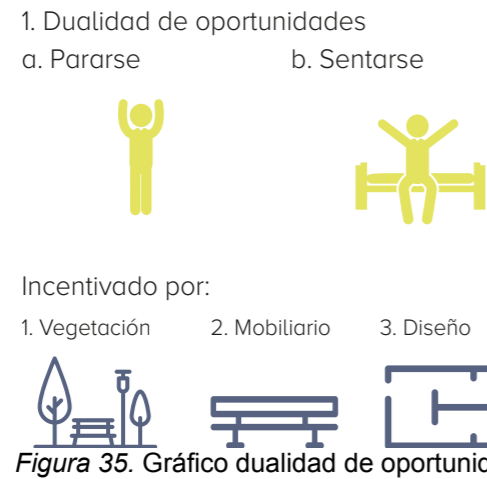 1. Dualidad de oportunidades
a. Pararse b. Sentarse
Incentivado por:
1. Vegetación 2. Mobiliario 3. Diseño
Figura 35. Gráfico dualidad de